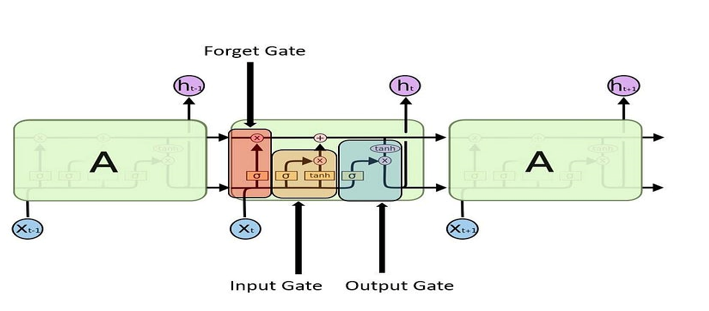 Forget Gate
ht-1
ht
ht+1
A
x
+
tanh
x
x
σ
σ
tanh
σ
A
Xt-1
Xt
Xt+1
Input Gate
Output Gate